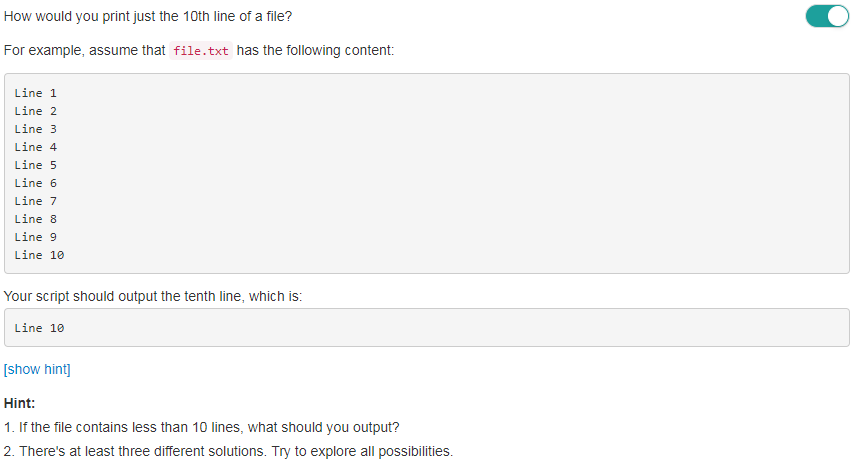 How would you print just the 10th line of a file?
For example, assume that file.txt has the following content:
Line 1
Line 2
Line 3
Line 4
Line 5
Line 6
Line 7
Line 8
Line 9
Line 10
Your script should output the tenth line, which is:
Line 10
[show hint]
Hint:
1. If the file contains less than 10 lines, what should you output?
2. There's at least three different solutions. Try to explore all possibilities.